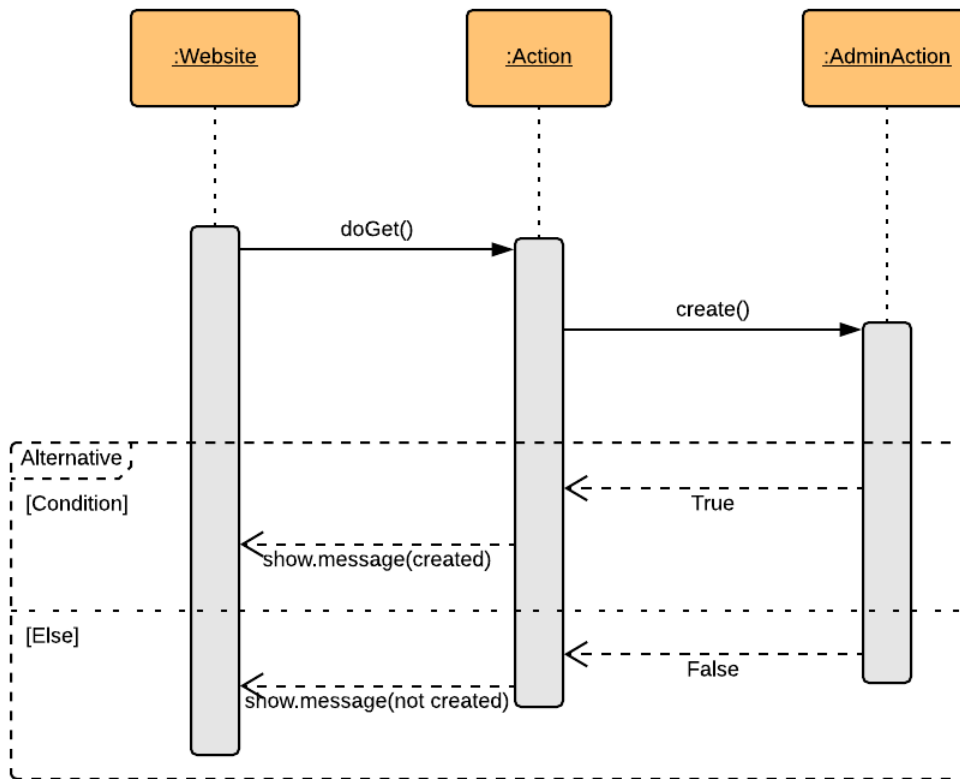 :Website
:Action
:AdminAction
doGet()
create()
Alternative
[Condition]
True
show.message(created)
[Else]
False
show.message(not created)